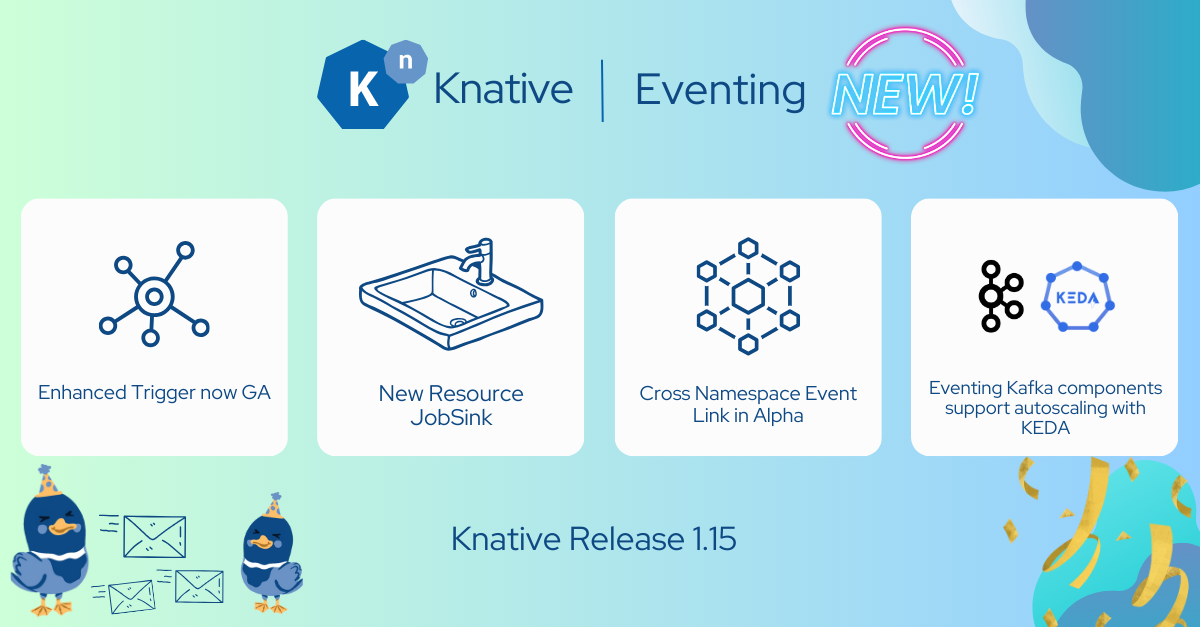 Kn
Knative | Eventing
NEW!
Enhanced Trigger now GA
New Resource
JobSink
Cross Namespace Event
Link in Alpha
KEDA
Eventing Kafka components
support autoscaling with
KEDA
Knative Release 1.15